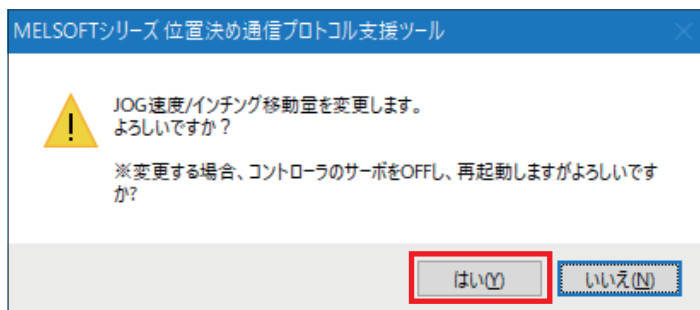 MELSOFTシリーズ 位置決め通信プロトコル支援ツール
JOG速度/インチング移動量を変更します。
よろしいですか？
※変更する場合、コントローラのサーボをOFFし、再起動しますがよろしいです
か?
はい(Y)
いいえ(N)